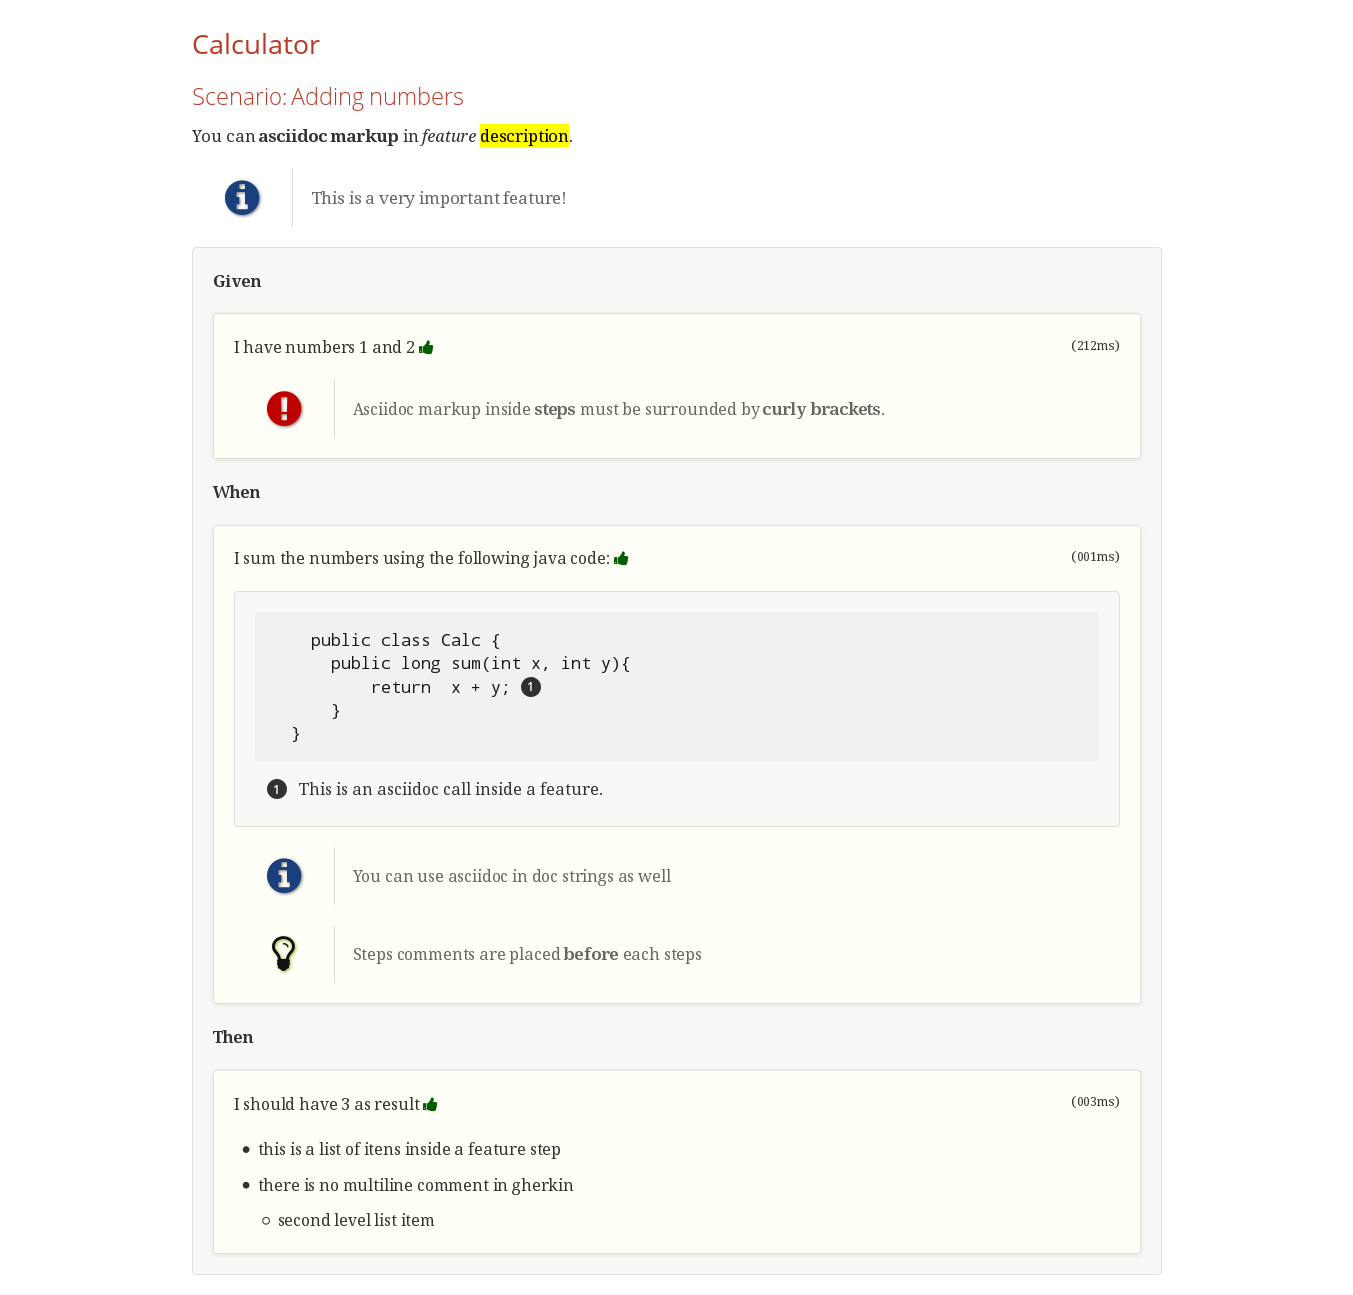 Calculator
Scenario: Adding numbers
You can asciidoc markup in feature description.
This is a very important feature!
Given
I have numbers 1 and 2 (212ms)
Asciidoc markup inside steps must be surrounded by curly brackets.
When
I sum the numbers using the following java code: (001ms)
public class Calc {
public long sum(int x, int y){
return  x + y; 1
}
}
1 This is an asciidoc call inside a feature.
You can use asciidoc in doc strings as well
Steps comments are placed before each steps
Then
I should have 3 as result (003ms)
this is a list of itens inside a feature step
there is no multiline comment in gherkin
second level list item